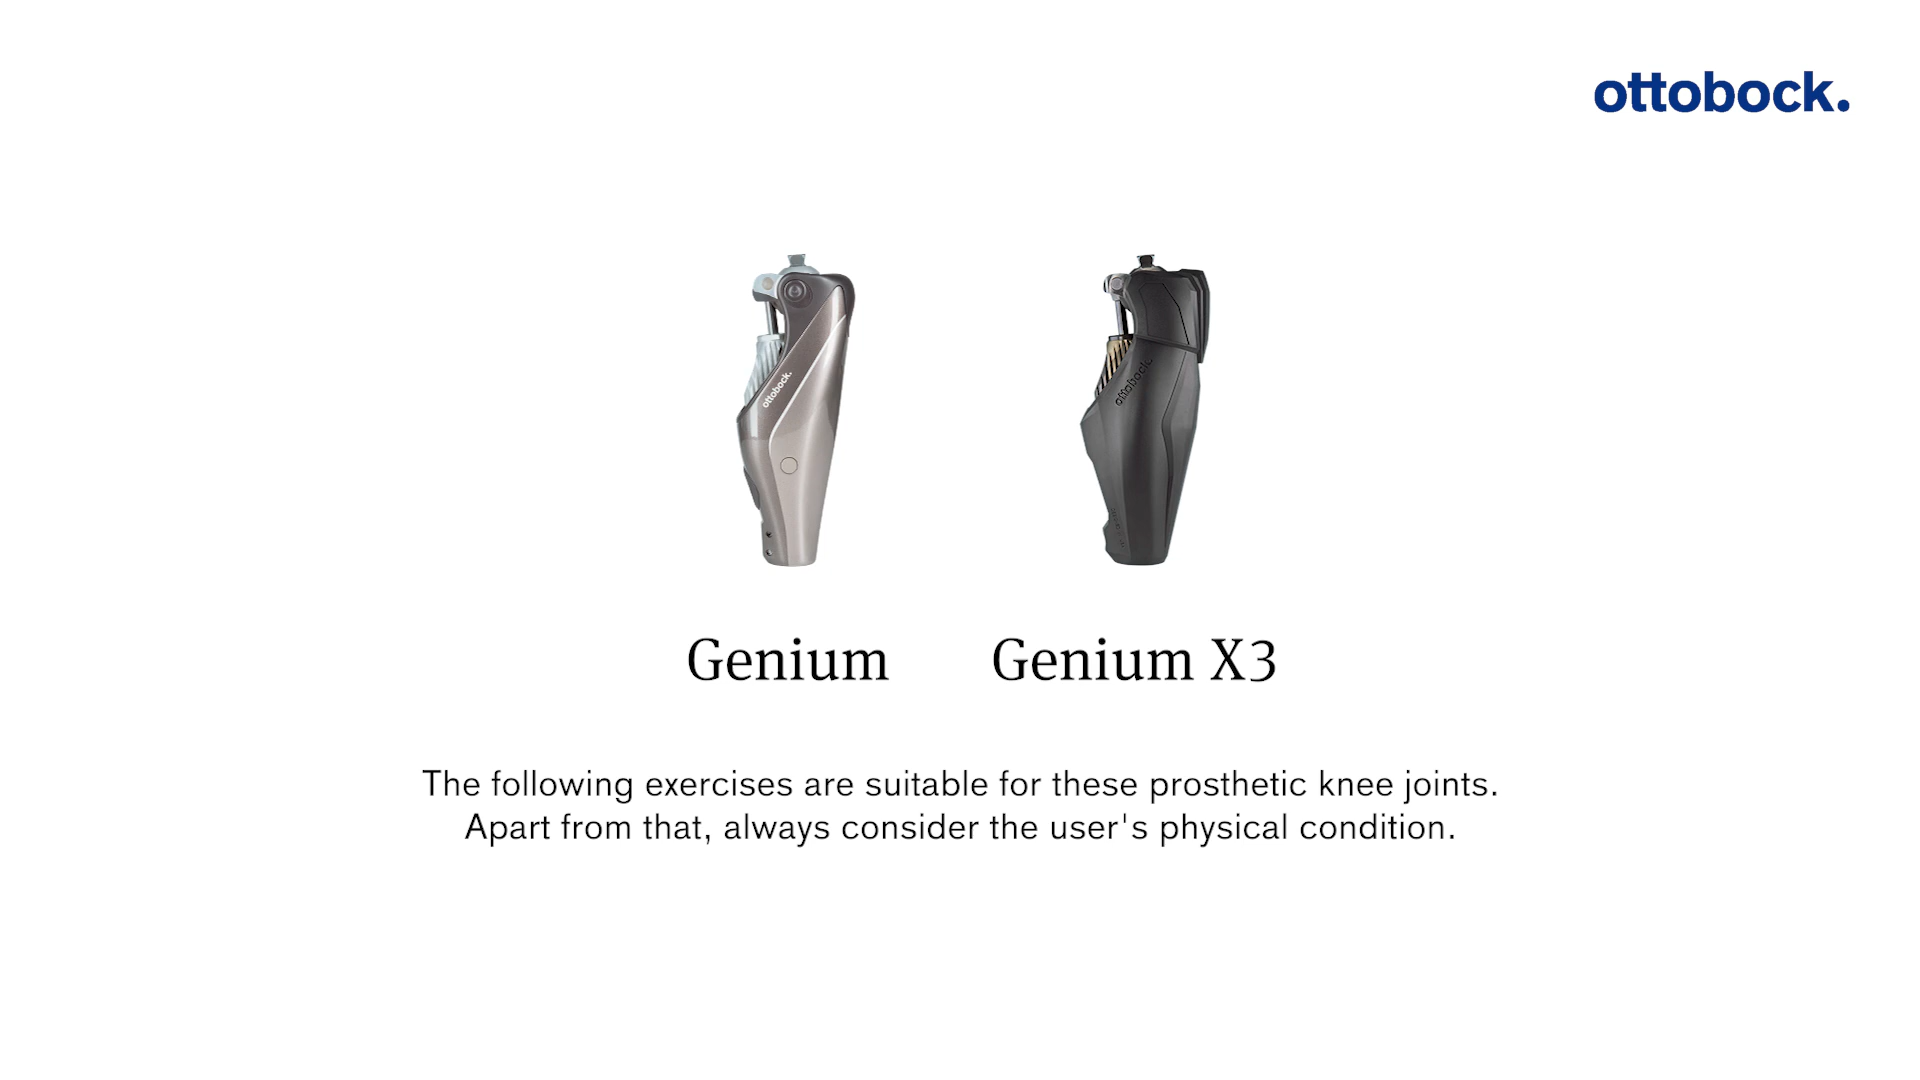 ottobock.
ottobock.
ottobock.
Genium
Genium X3
The following exercises are suitable for these prosthetic knee joints.
Apart from that, always consider the user's physical condition.